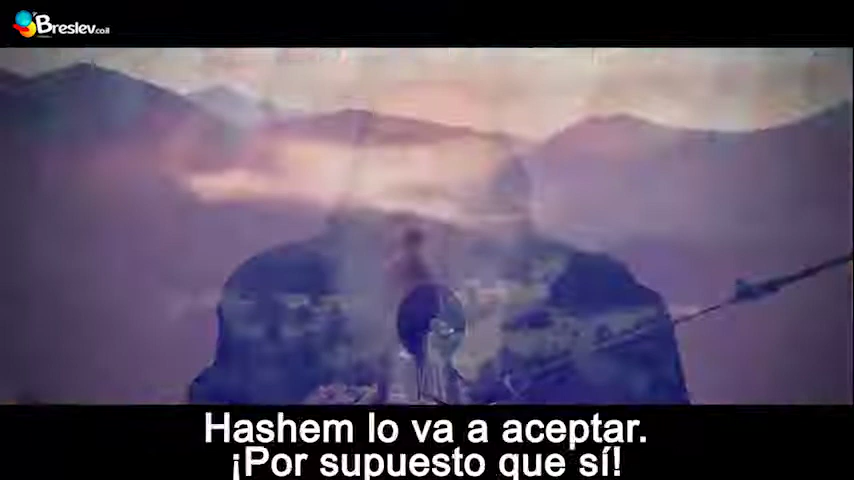 Breslev.co.il
Hashem lo va a aceptar.
¡Por supuesto que sí!